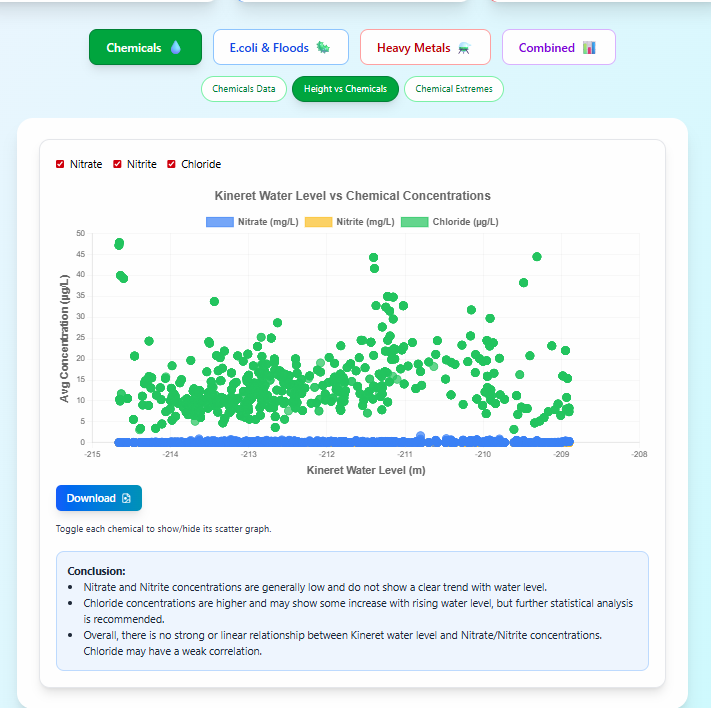 Chemicals
E.coli & Floods
Heavy Metals
Combined
Chemicals Data
Height vs Chemicals
Chemical Extremes
Nitrate
Nitrite
Chloride
Kineret Water Level vs Chemical Concentrations
Nitrate (mg/L)
Nitrite (mg/L)
Chloride (µg/L)
Avg Concentration (µg/L)
50
45
40
35
30
25
20
15
10
5
0
-215
-214
-213
-212
-211
-210
-209
-208
Kineret Water Level (m)
Download
Toggle each chemical to show/hide its scatter graph.
Conclusion:
• Nitrate and Nitrite concentrations are generally low and do not show a clear trend with water level.
• Chloride concentrations are higher and may show some increase with rising water level, but further statistical analysis
is recommended.
• Overall, there is no strong or linear relationship between Kineret water level and Nitrate/Nitrite concentrations.
Chloride may have a weak correlation.